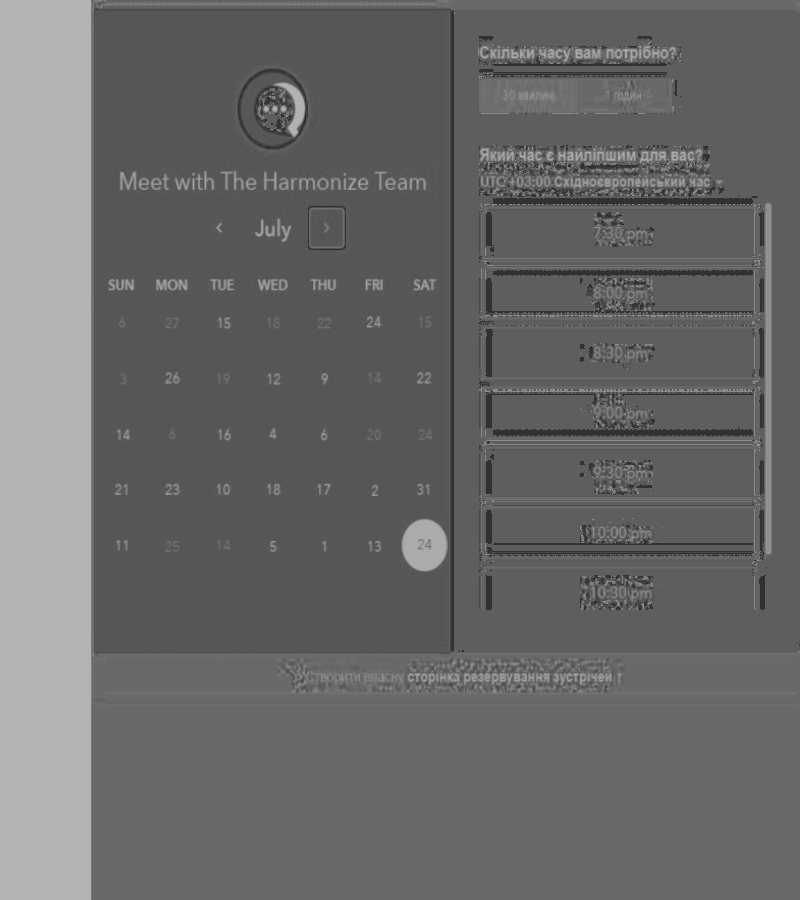 Meet with The Harmonize Team
July
SUN MON TUE WED THU FRI SAT
6 27 15 18 22 24 15
3 26 19 12 9 14 22
14 6 16 4 6 20 24
21 23 10 18 17 2 31
11 25 14 5 1 13 24
Скільки часу вам потрібно?
30 хвилин 1 годин
Який час є найліпшим для вас?
UTC +03:00 Східноєвропейський час
7:30 pm
8:00 pm
8:30 pm
9:00 pm
9:30 pm
10:00 pm
10:30 pm
Створити власну сторінка резервування зустрічей